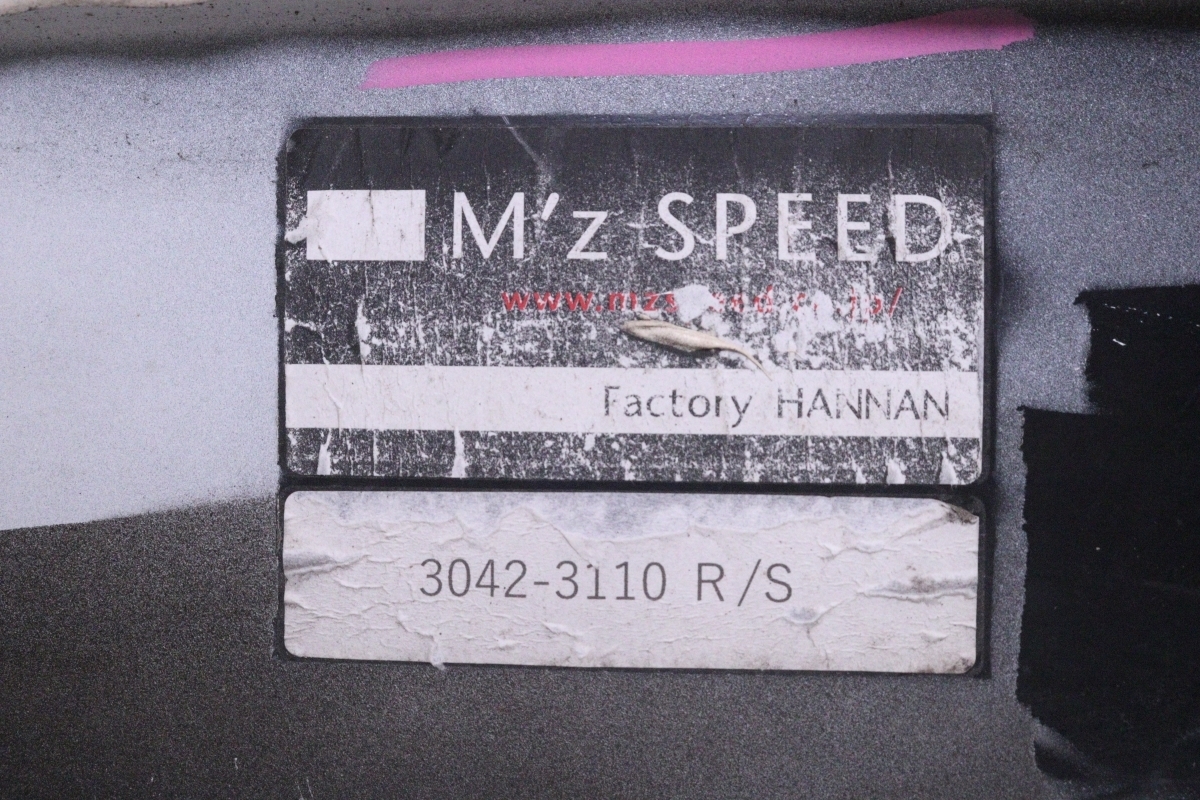 M'z SPEED
Factory HANNAN
3042-3110 R/S